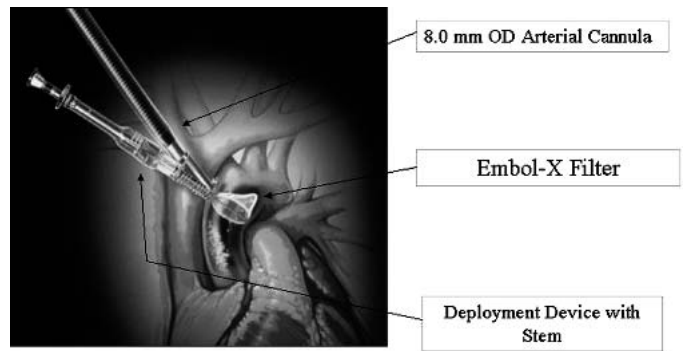 8.0 mm OD Arterial Cannula
Embol-X Filter
Deployment Device with
Stem